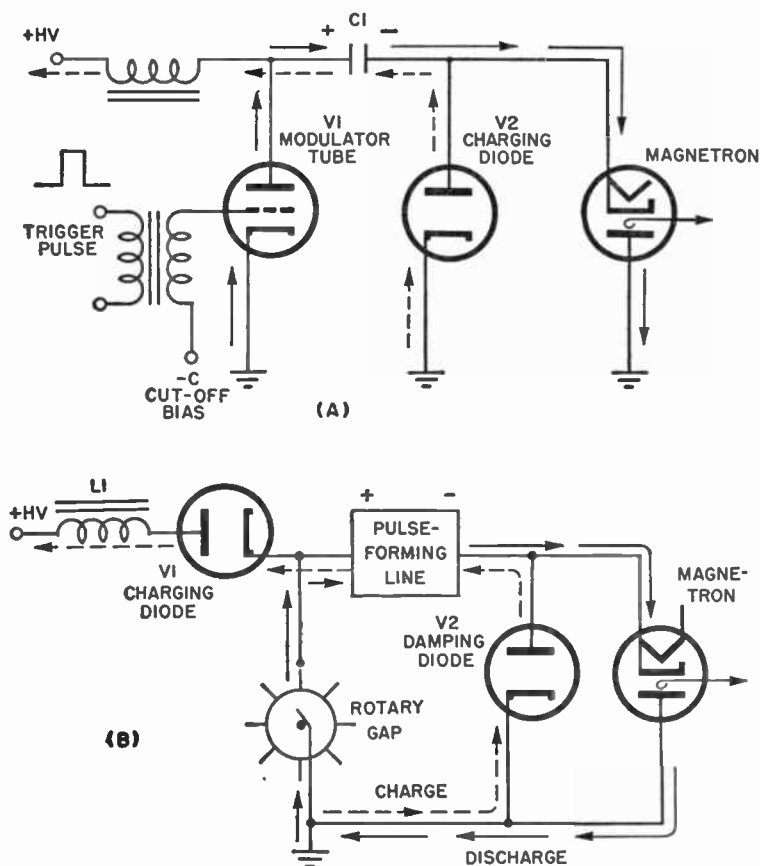 +HV
+ C1 −
V1
MODULATOR
TUBE
V2
CHARGING
DIODE
MAGNETRON
TRIGGER
PULSE
-C
CUT-OFF
BIAS
(A)
+HV
L1
V1
CHARGING
DIODE
+ −
PULSE-
FORMING
LINE
V2
DAMPING
DIODE
MAGNE-
TRON
ROTARY
GAP
(B)
CHARGE
DISCHARGE